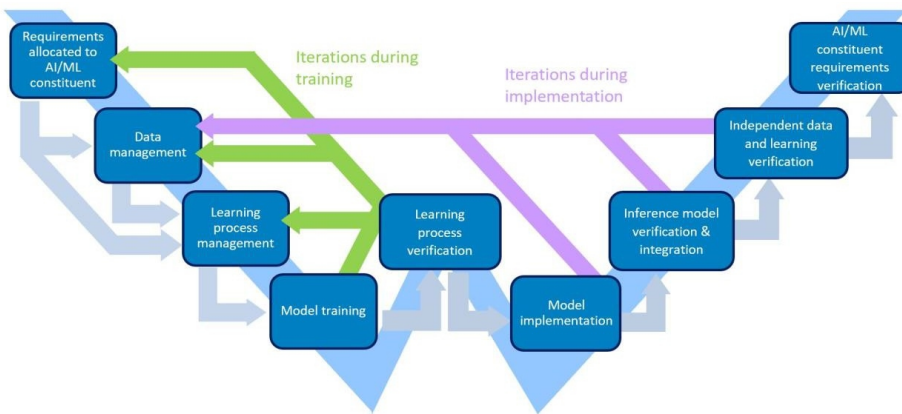 Requirements
allocated to
AI/ML
constituent
Iterations during
training
Iterations during
implementation
AI/ML
constituent
requirements
verification
Data
management
Independent data
and learning
verification
Learning
process
management
Learning
process
verification
Inference model
verification &
integration
Model training
Model
implementation